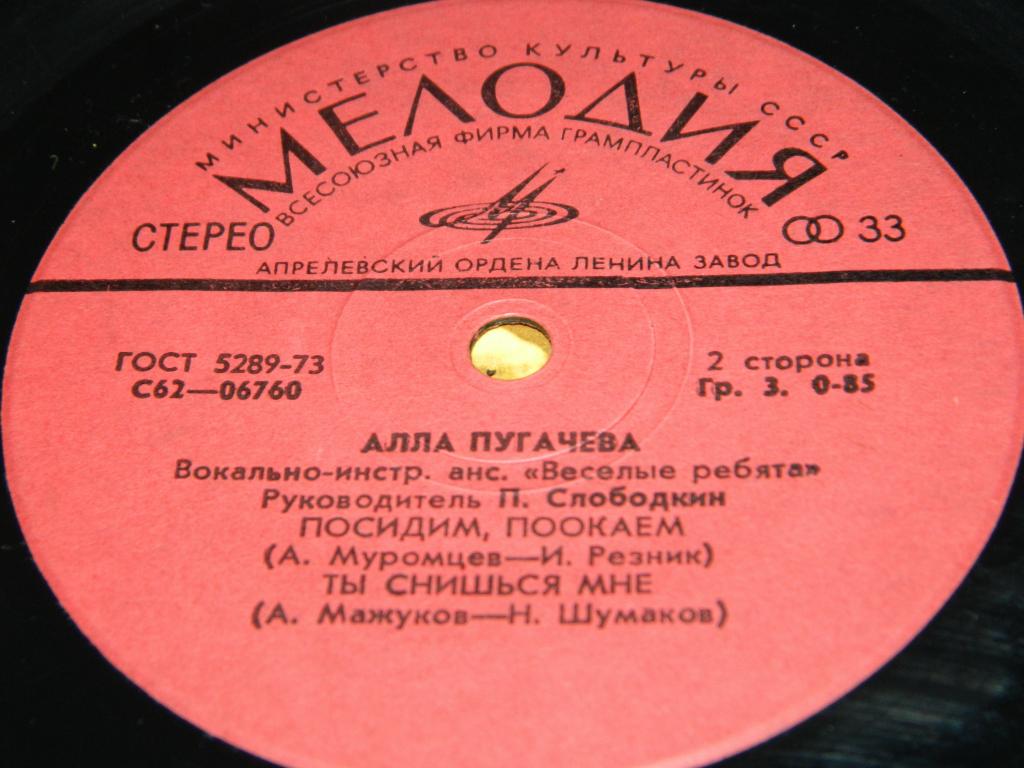 МИНИСТЕРСТВО КУЛЬТУРЫ СССР
МЕЛОДИЯ
ВСЕСОЮЗНАЯ ФИРМА ГРАМПЛАСТИНОК
СТЕРЕО
33
АПРЕЛЕВСКИЙ ОРДЕНА ЛЕНИНА ЗАВОД
ГОСТ 5289-73
С62—06760
2 сторона
Гр. 3. 0-85
АЛЛА ПУГАЧЕВА
Вокально-инстр. анс. «Веселые ребята»
Руководитель П. Слободкин
ПОСИДИМ, ПООКАЕМ
(А. Муромцев—И. Резник)
ТЫ СНИШЬСЯ МНЕ
(А. Мажуков—Н. Шумаков)